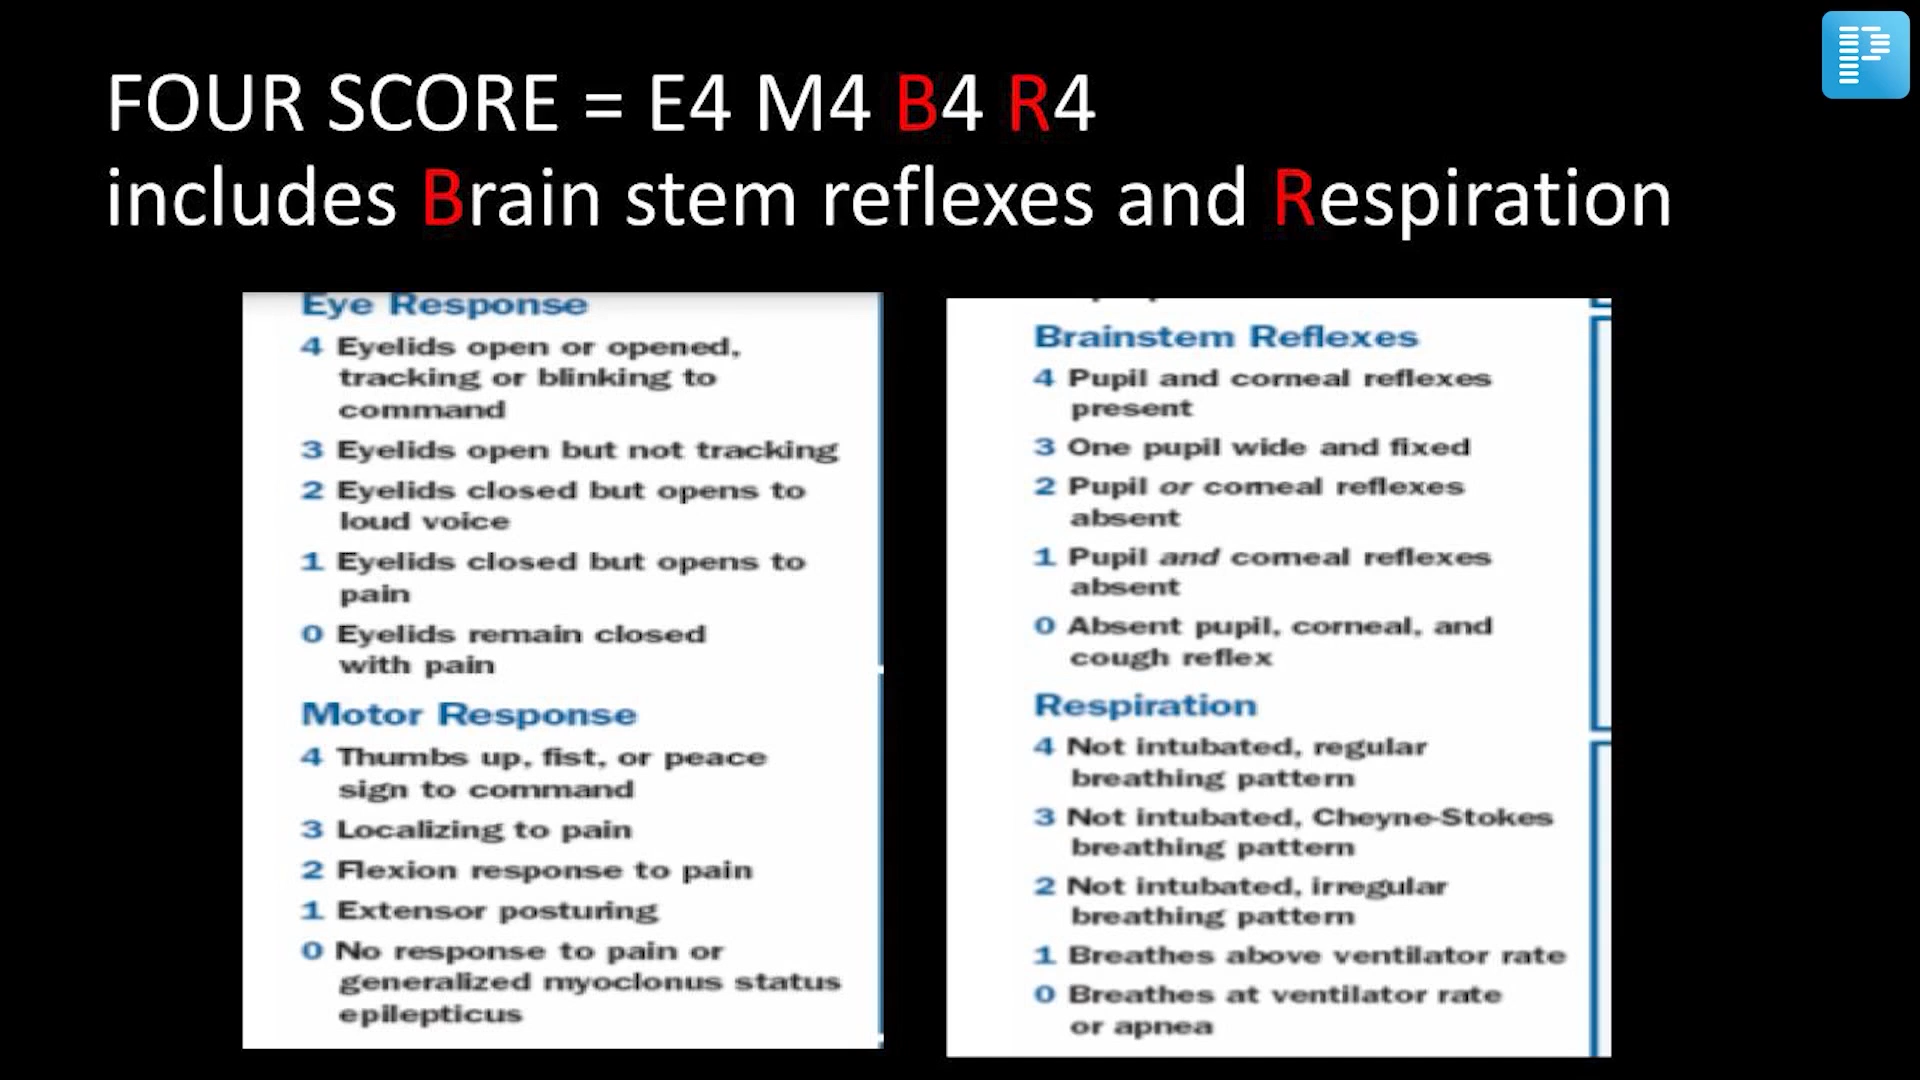 FOUR SCORE = E4 M4 B4 R4
includes Brain stem reflexes and Respiration
Eye Response
4 Eyelids open or opened,
tracking or blinking to
command
3 Eyelids open but not tracking
2 Eyelids closed but opens to
loud voice
1 Eyelids closed but opens to
pain
0 Eyelids remain closed
with pain
Motor Response
4 Thumbs up, fist, or peace
sign to command
3 Localizing to pain
2 Flexion response to pain
1 Extensor posturing
0 No response to pain or
generalized myoclonus status
epilepticus
Brainstem Reflexes
4 Pupil and corneal reflexes
present
3 One pupil wide and fixed
2 Pupil or corneal reflexes
absent
1 Pupil and corneal reflexes
absent
0 Absent pupil, corneal, and
cough reflex
Respiration
4 Not intubated, regular
breathing pattern
3 Not intubated, Cheyne-Stokes
breathing pattern
2 Not intubated, irregular
breathing pattern
1 Breathes above ventilator rate
0 Breathes at ventilator rate
or apnea